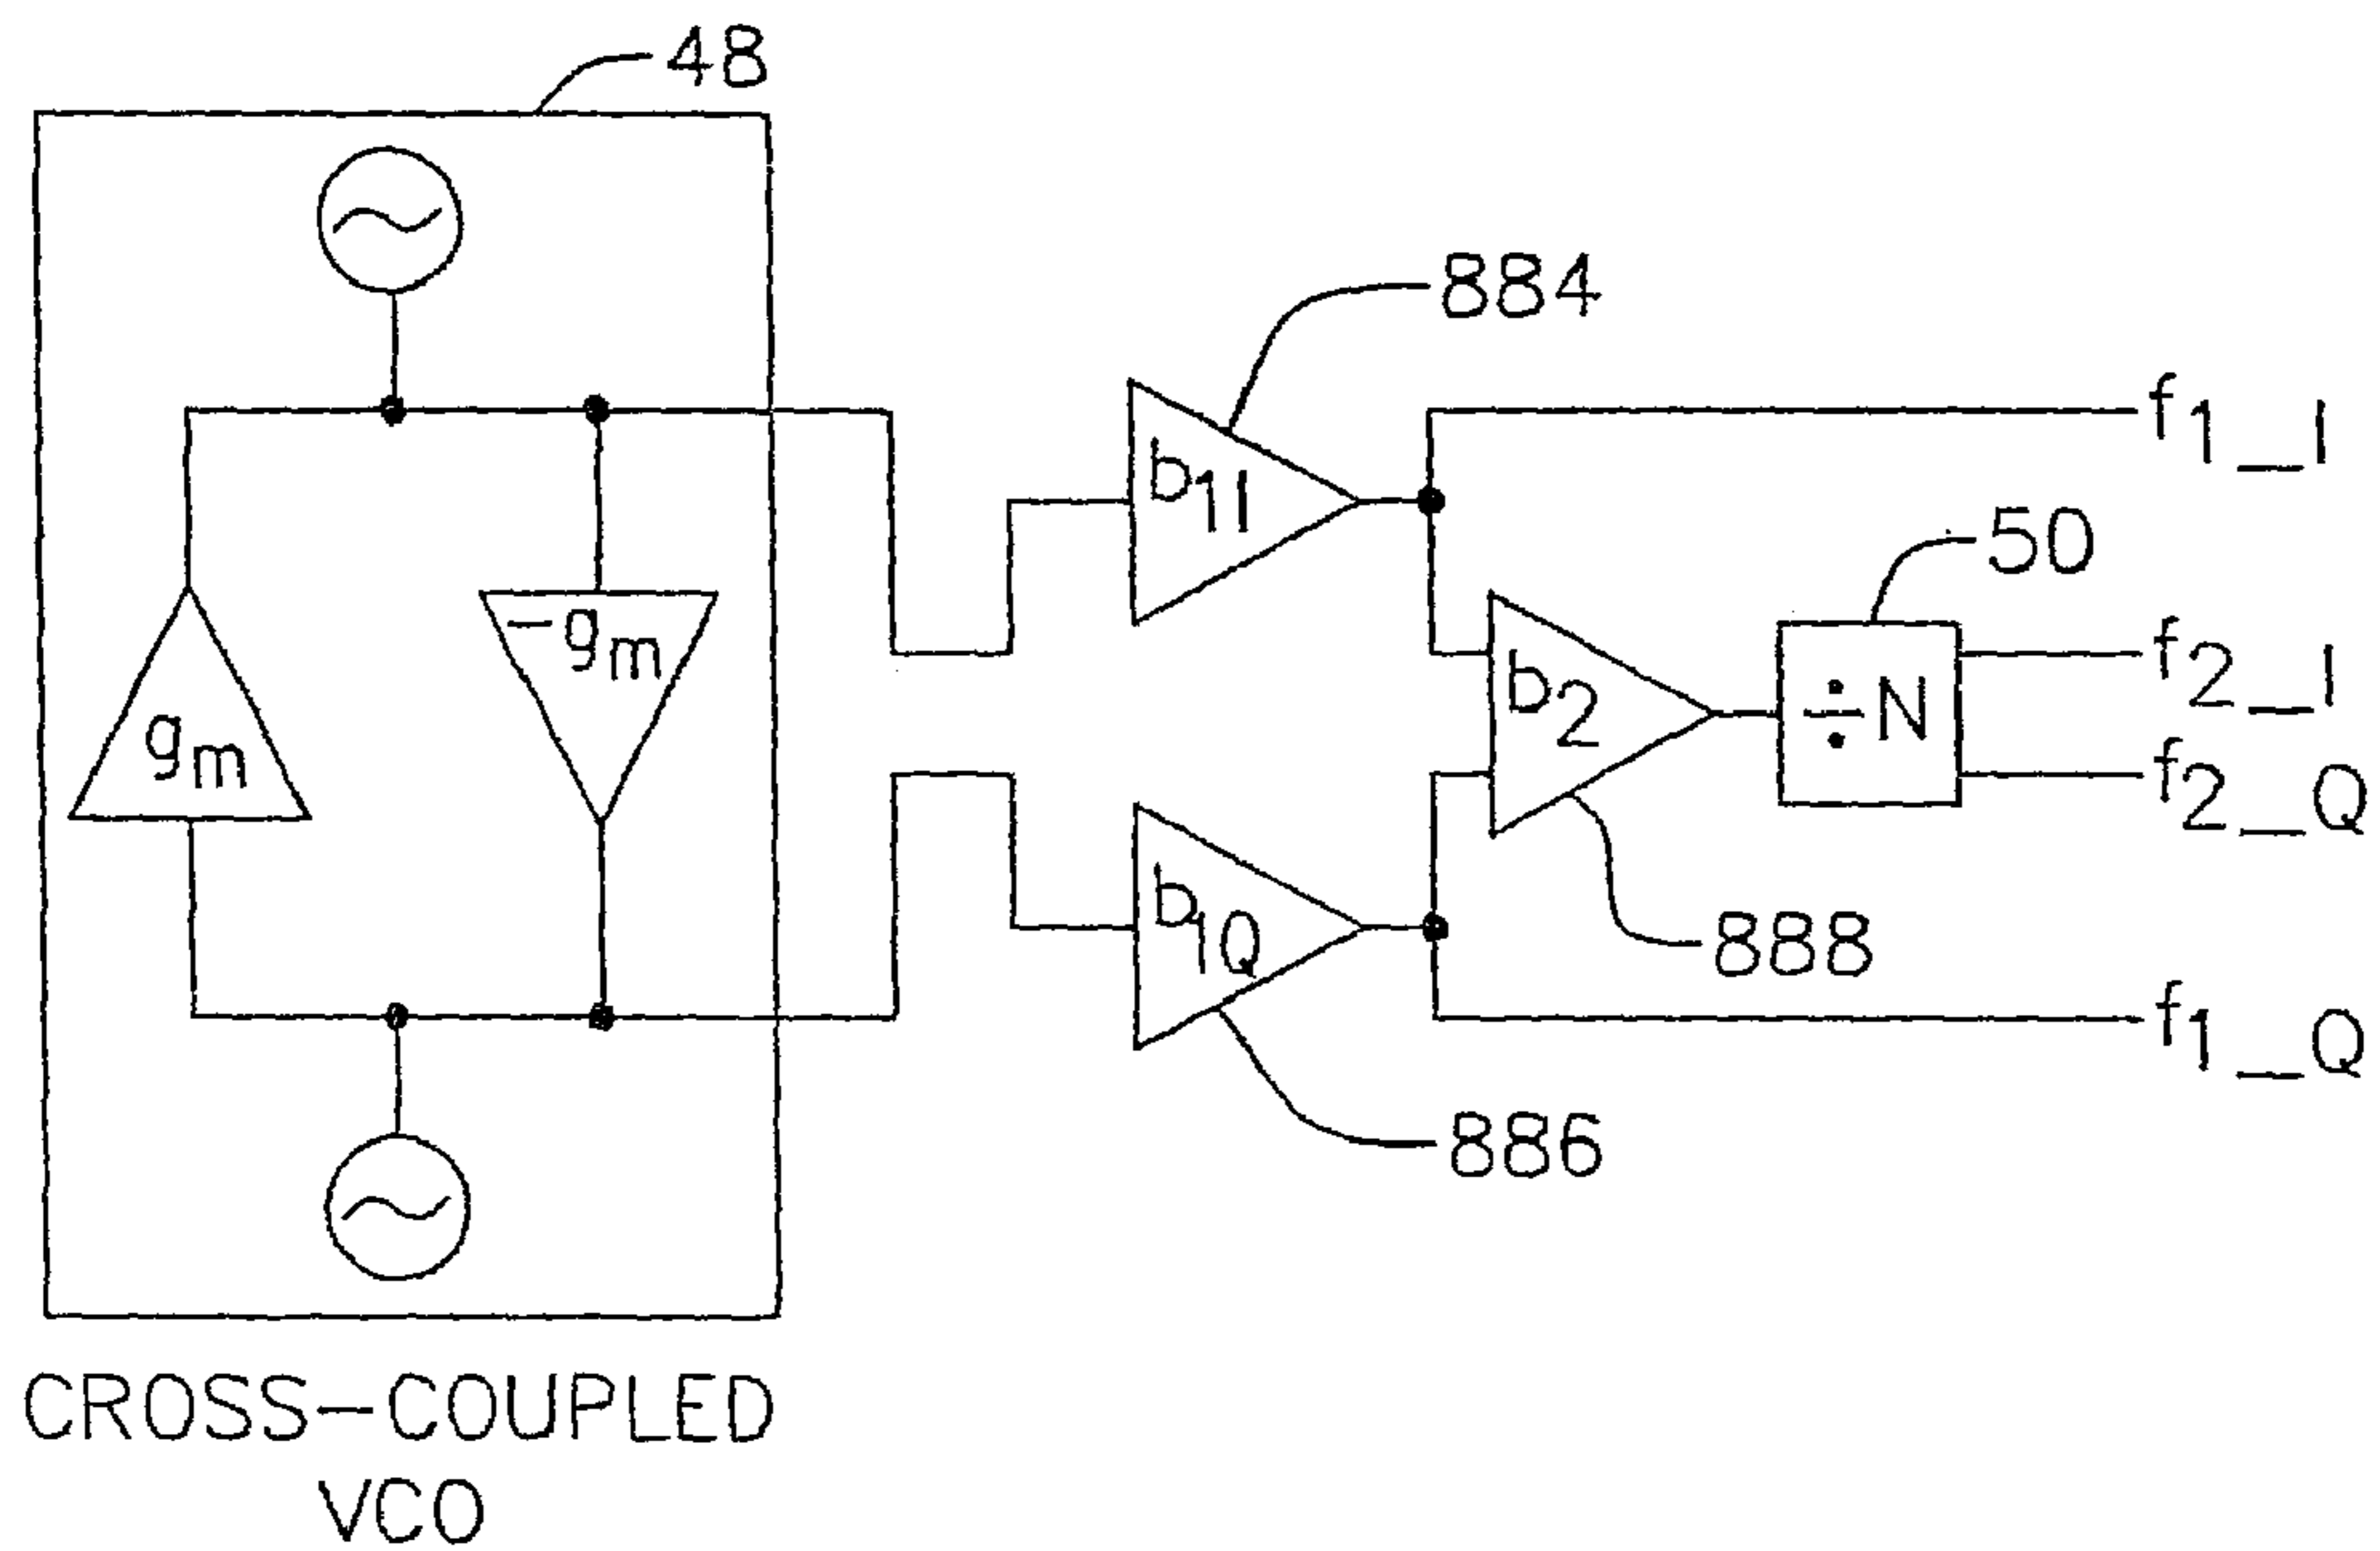 48
884
f1_I
b1I
50
-gm
f2_I
b2
÷N
gm
f2_Q
b1Q
888
f1_Q
886
CROSS-COUPLED
VCO